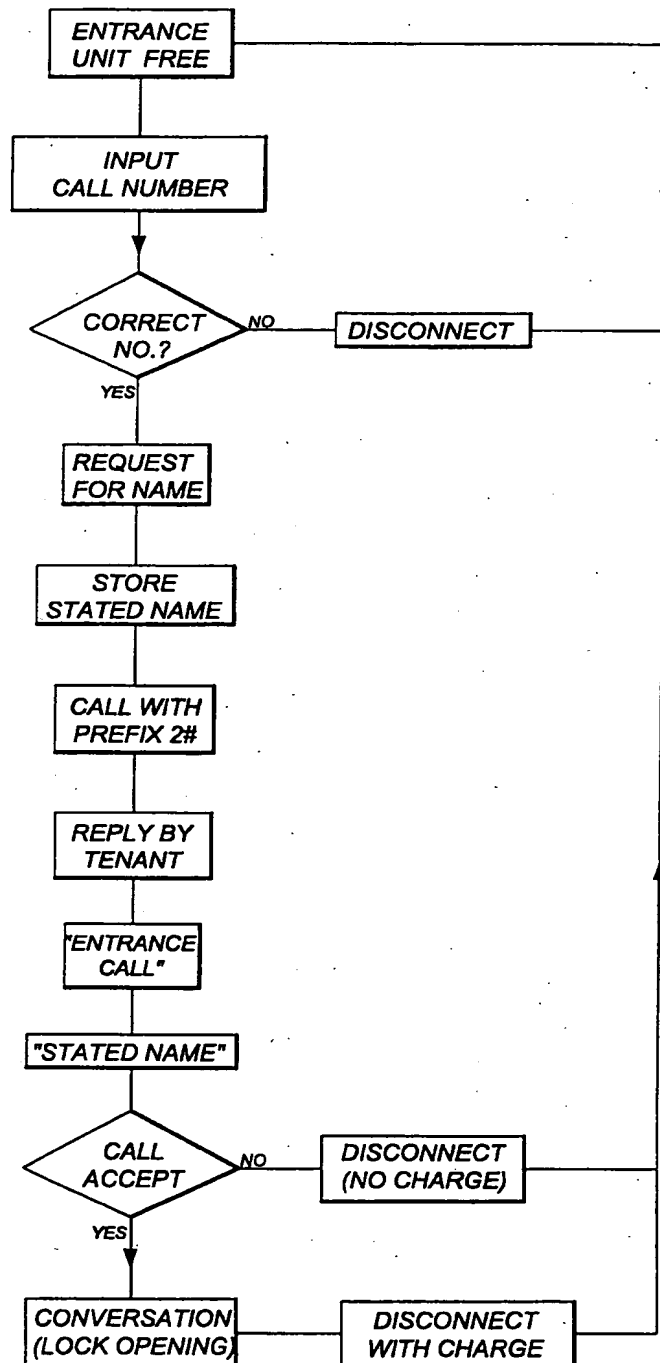 ENTRANCE
UNIT FREE
INPUT
CALL NUMBER
CORRECT
NO.?
NO
DISCONNECT
YES
REQUEST
FOR NAME
STORE
STATED NAME
CALL WITH
PREFIX 2#
REPLY BY
TENANT
"ENTRANCE
CALL"
"STATED NAME"
CALL
ACCEPT
NO
DISCONNECT
(NO CHARGE)
YES
CONVERSATION
(LOCK OPENING)
DISCONNECT
WITH CHARGE